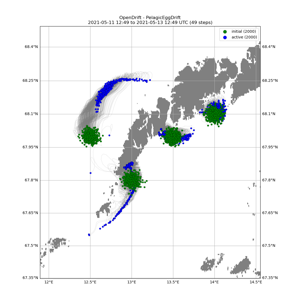 OpenDrift - PelagicEggDrift
2021-05-11 12:49 to 2021-05-13 12:49 UTC (49 steps)
initial (2000)
active (2000)
68.4°N 68.4°N
68.25°N 68.25°N
68.1°N 68.1°N
67.95°N 67.95°N
67.8°N 67.8°N
67.65°N 67.65°N
67.5°N 67.5°N
67.35°N 67.35°N
12°E 12.5°E 13°E 13.5°E 14°E 14.5°E